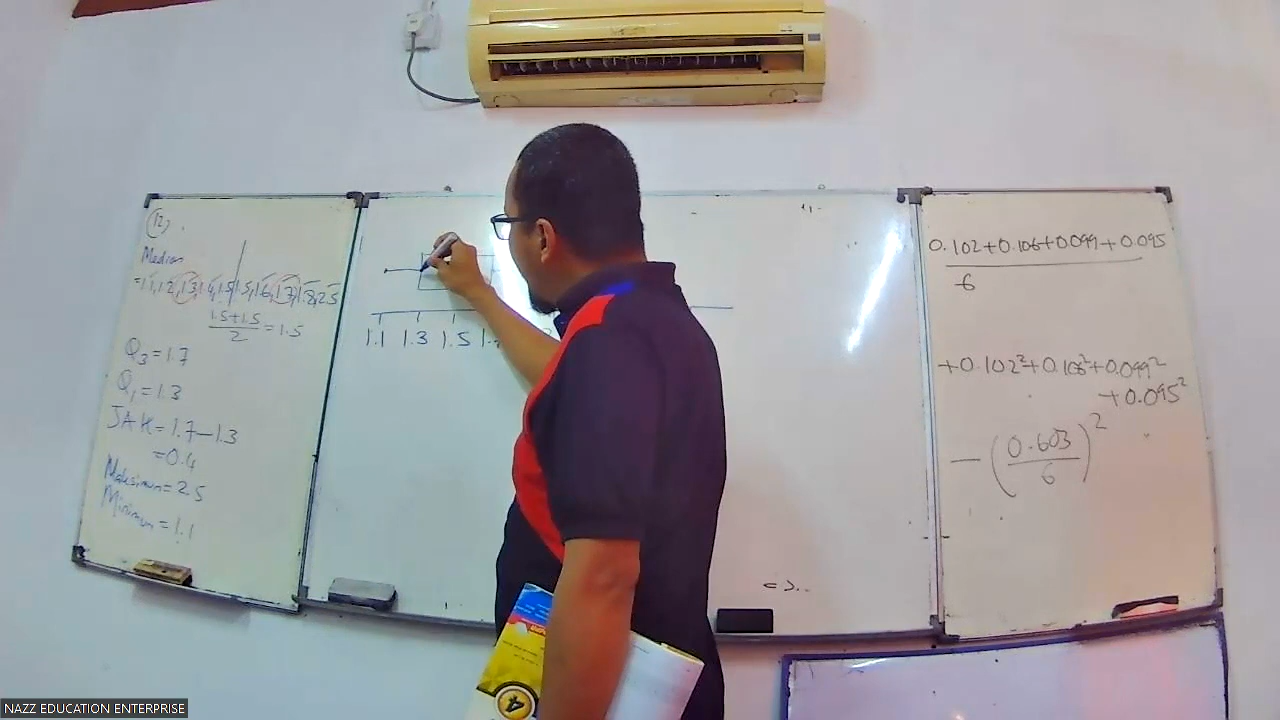 12)
Median
= 1.1, 1.2, 1.3, 1.4, 1.5, 1.5, 1.6, 1.7, 1.8, 2.5
1.5+1.5
2
= 1.5
Q3 = 1.7
Q1 = 1.3
JAK = 1.7 – 1.3
= 0.4
Maksimum = 2.5
Minimum = 1.1
1.1 1.3 1.5
0.102+0.106+0.099+0.095
6
+0.102²+0.106²+0.099²
+0.095²
– (0.603
6)²
4
NAZZ EDUCATION ENTERPRISE